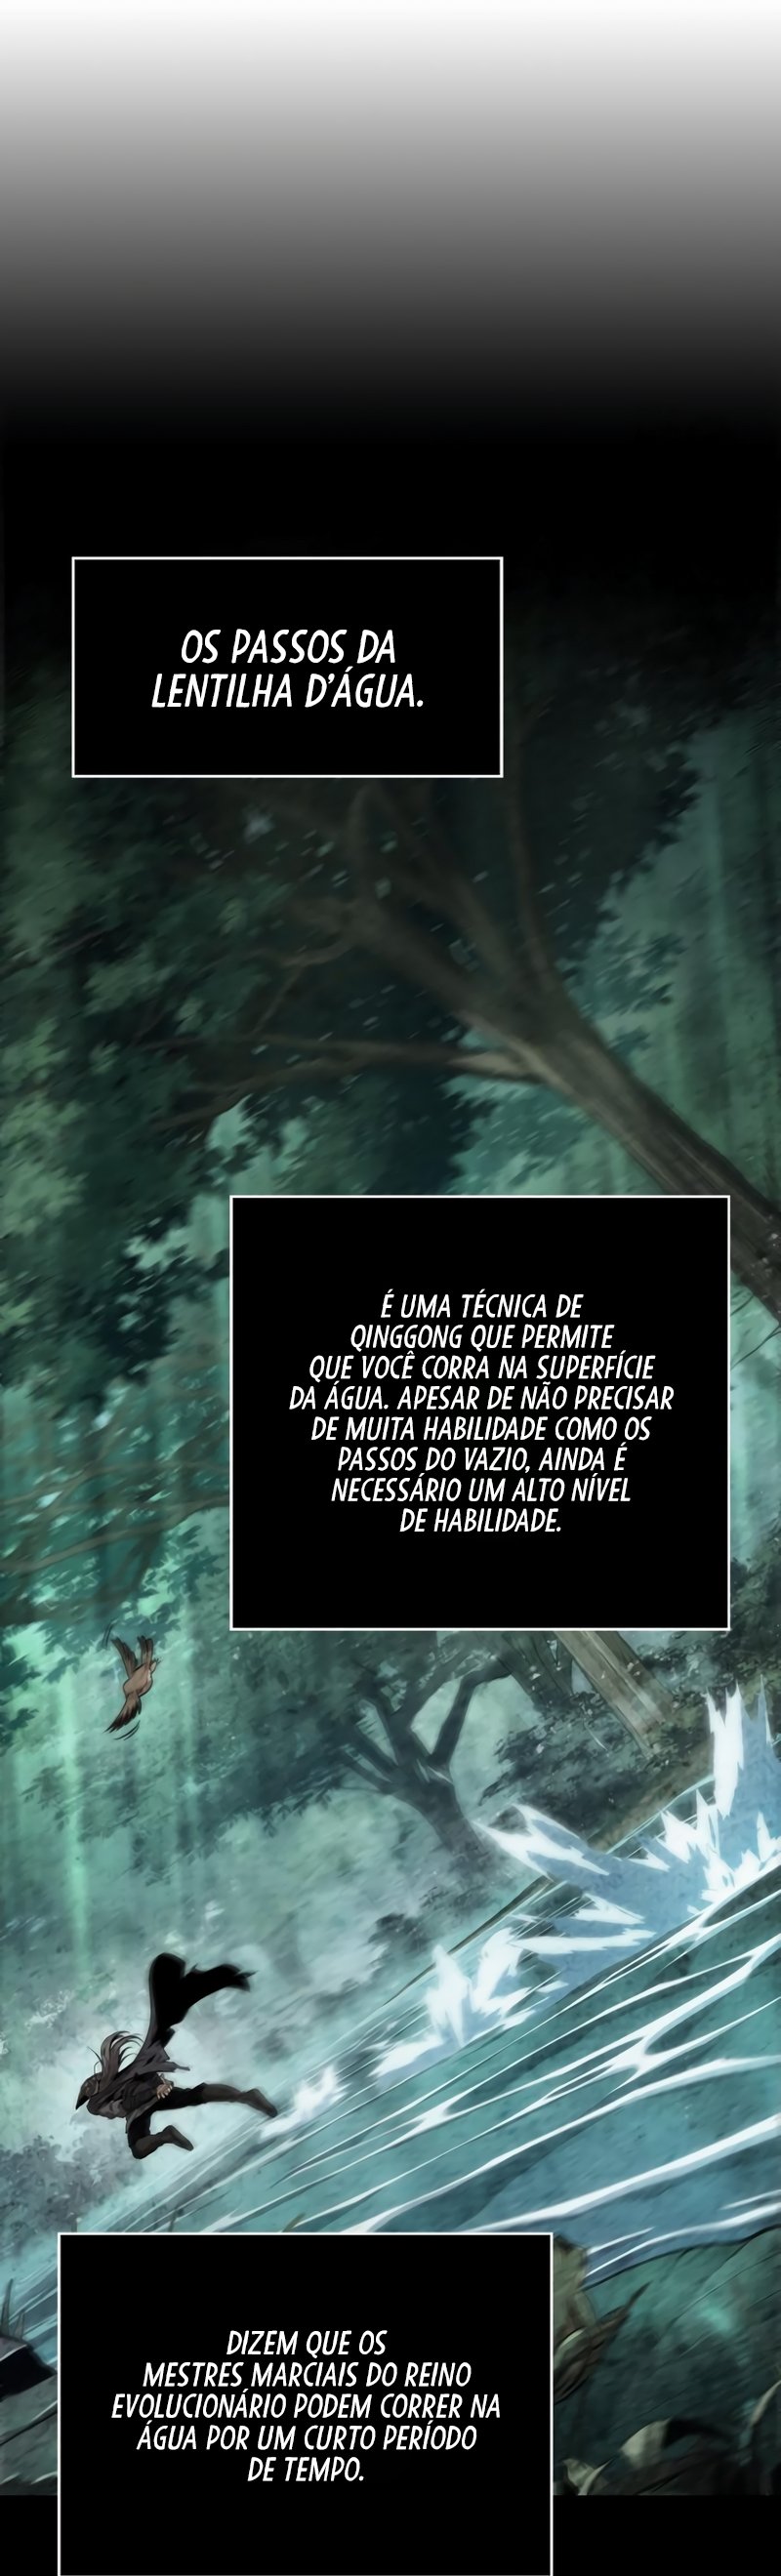 OS PASSOS DA
LENTILHA D'ÁGUA.
É UMA TÉCNICA DE
QINGGONG QUE PERMITE
QUE VOCÊ CORRA NA SUPERFÍCIE
DA ÁGUA. APESAR DE NÃO PRECISAR
DE MUITA HABILIDADE COMO OS
PASSOS DO VAZIO, AINDA É
NECESSÁRIO UM ALTO NÍVEL
DE HABILIDADE.
DIZEM QUE OS
MESTRES MARCIAIS DO REINO
EVOLUCIONÁRIO PODEM CORRER NA
ÁGUA POR UM CURTO PERÍODO
DE TEMPO.